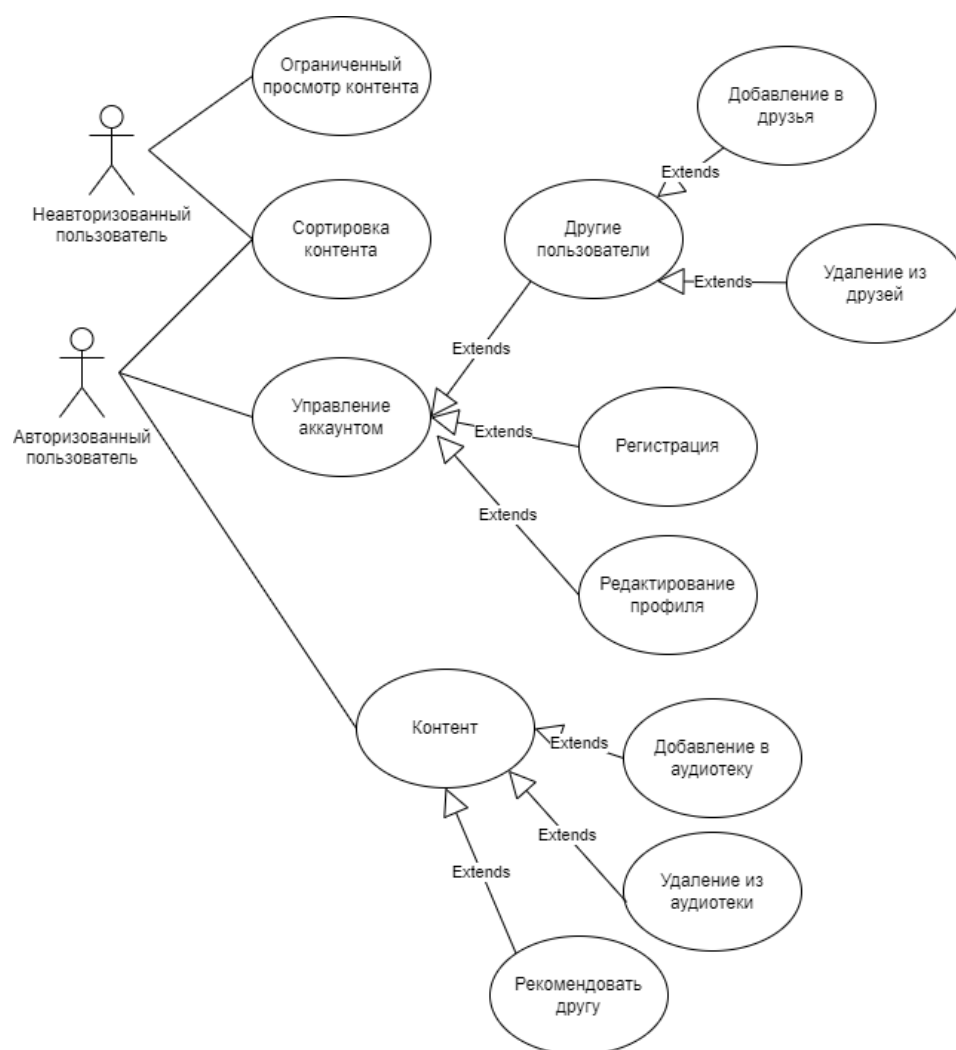 Ограниченный
просмотр контента
Добавление в
друзья
Extends
Неавторизованный
пользователь
Сортировка
контента
Другие
пользователи
Удаление из
друзей
Extends
Extends
Авторизованный
пользователь
Управление
аккаунтом
Extends
Регистрация
Extends
Редактирование
профиля
Контент
Extends
Добавление в
аудиотеку
Extends
Удаление из
аудиотеки
Extends
Рекомендовать
другу